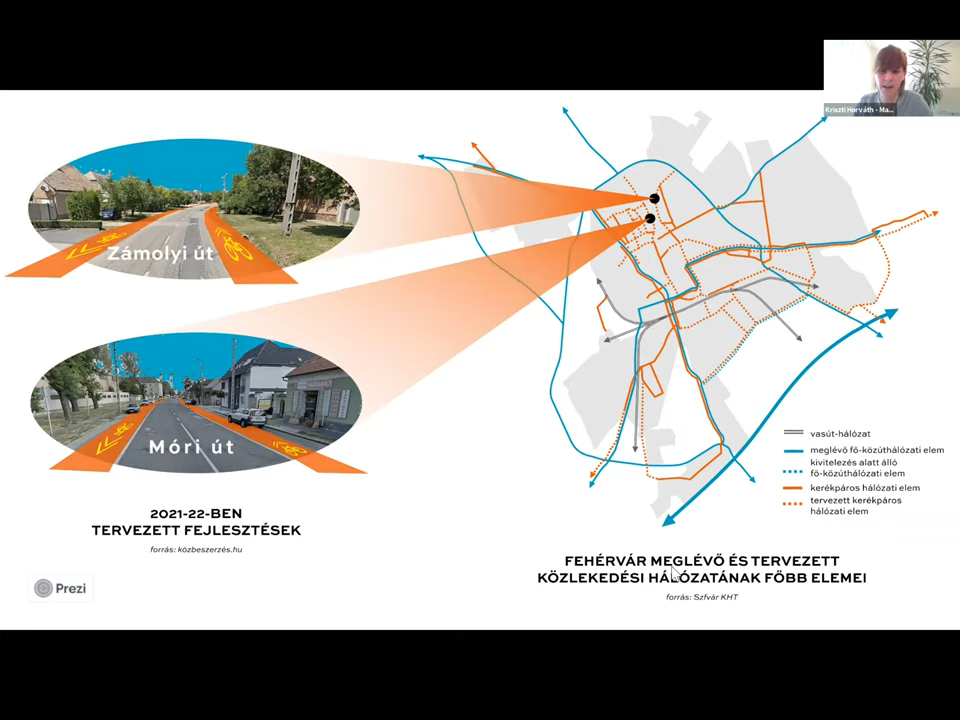 Kriszti Horváth - Ma...
Zámolyi út
Móri út
2021-22-BEN
TERVEZETT FEJLESZTÉSEK
forrás: közbeszerzés.hu
Prezi
vasút-hálózat
meglévő fő-közúthálózati elem
kivitelezés alatt álló
fő-közúthálózati elem
kerékpáros hálózati elem
tervezett kerékpáros
hálózati elem
FEHÉRVÁR MEGLÉVŐ ÉS TERVEZETT
KÖZLEKEDÉSI HÁLÓZATÁNAK FŐBB ELEMEI
forrás: Szfvár KHT